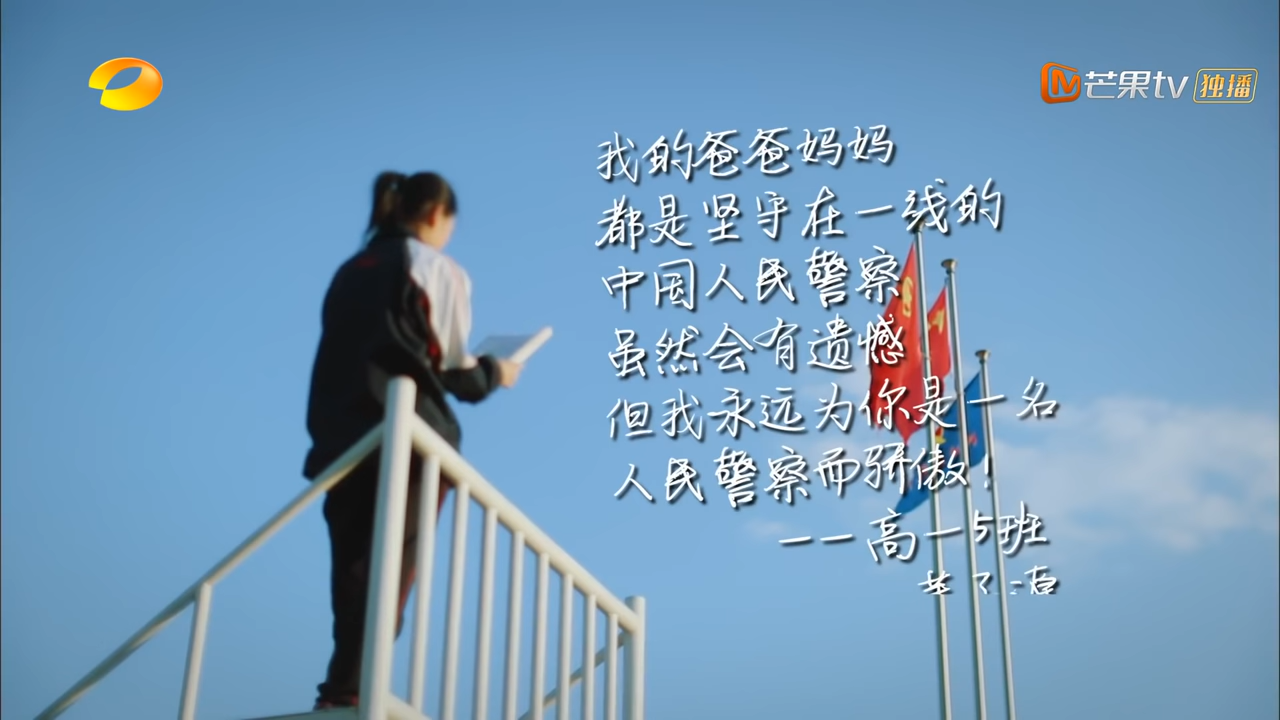 芒果tv 独播
我的爸爸妈妈
都是坚守在一线的
中国人民警察
虽然会有遗憾
但我永远为你是一名
人民警察而骄傲！
——高一5班